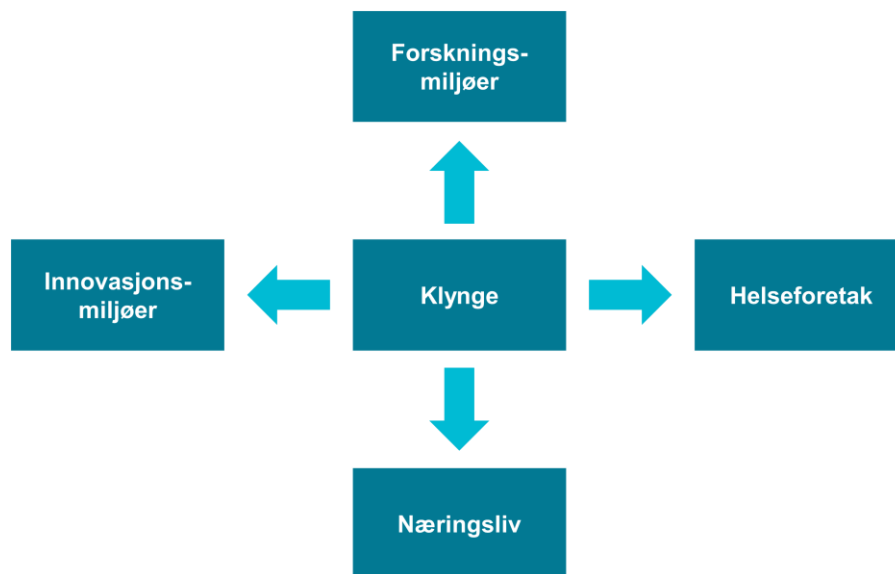 Forsknings-
miljøer
Innovasjons-
miljøer
Klynge
Helseforetak
Næringsliv